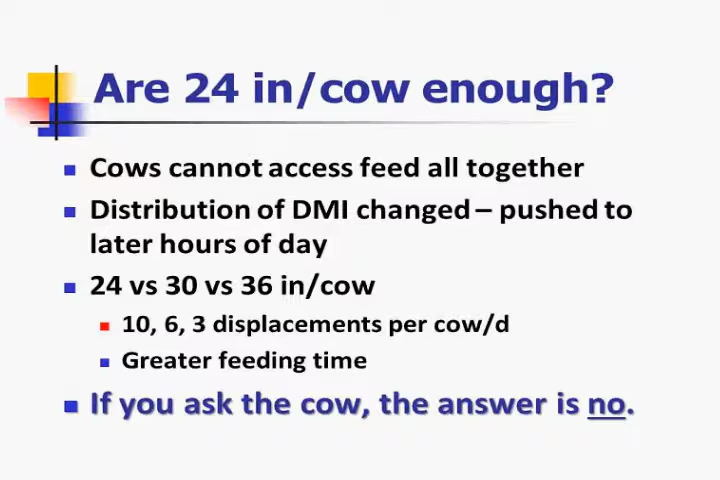 Are 24 in/cow enough?
Cows cannot access feed all together
Distribution of DMI changed – pushed to
later hours of day
24 vs 30 vs 36 in/cow
10, 6, 3 displacements per cow/d
Greater feeding time
If you ask the cow, the answer is no.